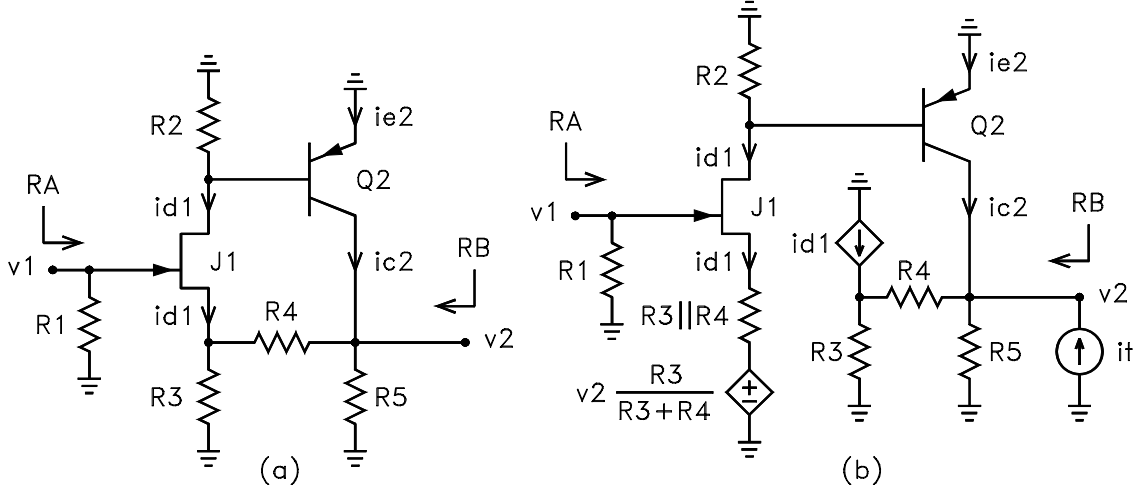 R2
ie2
Q2
RA
id1
v1
J1
RB
ic2
R1
id1
R4
v2
R3
R5
(a)
R2
ie2
Q2
RA
id1
v1
J1
ic2
RB
id1
id1
R1
R4
v2
R3||R4
R3
R5
it
v2 R3
R3+R4
+
−
(b)